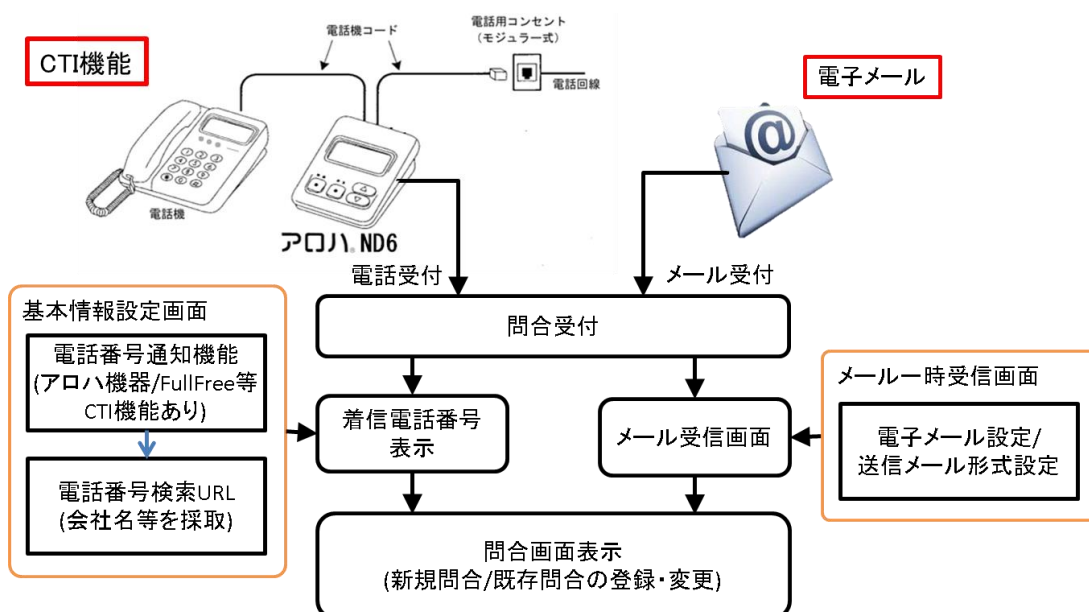 CTI機能
電話機コード
電話用コンセント
(モジュラー式)
電話回線
電子メール
電話機
アロハ® ND6
電話受付
メール受付
問合受付
基本情報設定画面
電話番号通知機能
(アロハ機器/FullFree等
CTI機能あり)
電話番号検索URL
(会社名等を採取)
着信電話番号
表示
メール受信画面
メール一時受信画面
電子メール設定/
送信メール形式設定
問合画面表示
(新規問合/既存問合の登録・変更)